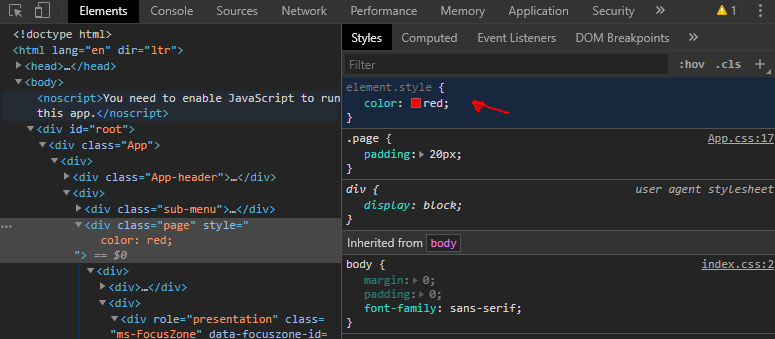 Elements Console Sources Network Performance Memory Application Security » 1
<!doctype html>
<html lang="en" dir="ltr">
<head>…</head>
<body>
<noscript>You need to enable JavaScript to run
this app.</noscript>
<div id="root">
<div class="App">
<div>
<div class="App-header">…</div>
<div>
<div class="sub-menu">…</div>
… <div class="page" style="
color: red;
"> == $0
<div>
<div>…</div>
<div>
<div role="presentation" class=
"ms-FocusZone" data-focuszone-id=
Styles Computed Event Listeners DOM Breakpoints »
Filter :hov .cls +
element.style {
color: red;
}
.page { App.css:17
padding: 20px;
}
div { user agent stylesheet
display: block;
}
Inherited from body
body { index.css:2
margin: 0;
padding: 0;
font-family: sans-serif;
}